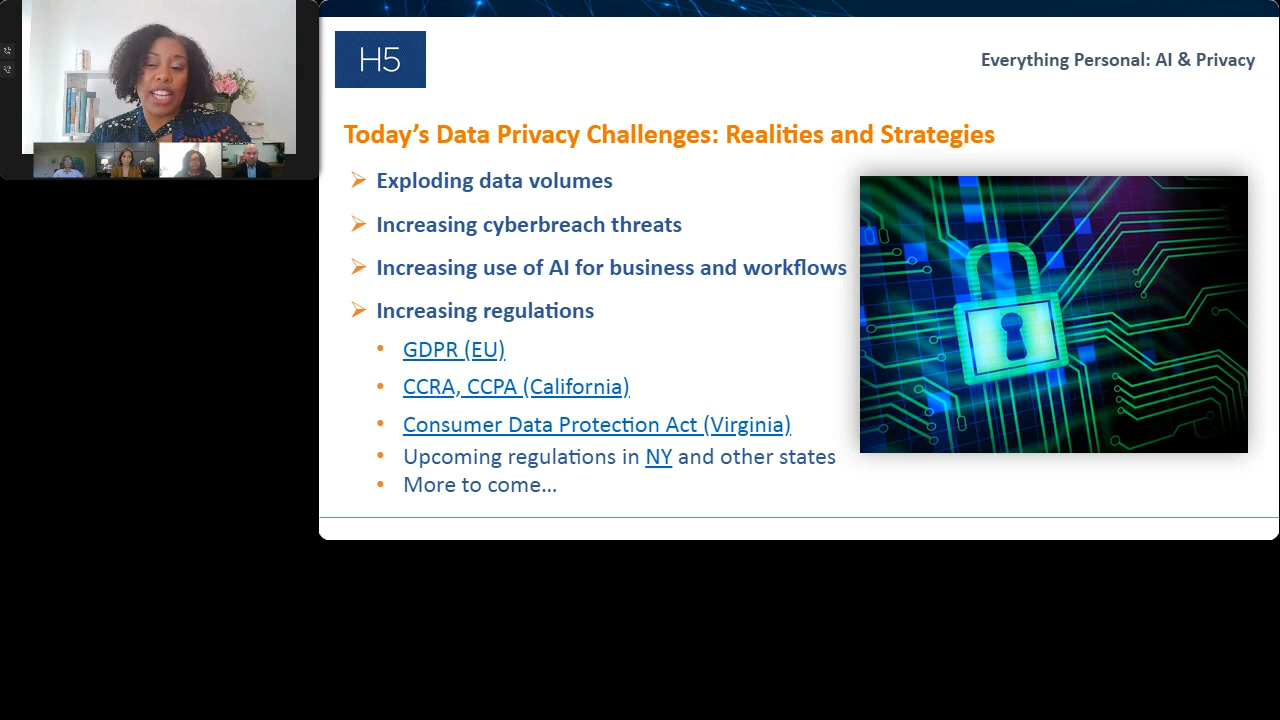 H5
Everything Personal: AI & Privacy
Today's Data Privacy Challenges: Realities and Strategies
Exploding data volumes
Increasing cyberbreach threats
Increasing use of AI for business and workflows
Increasing regulations
GDPR (EU)
CCRA, CCPA (California)
Consumer Data Protection Act (Virginia)
Upcoming regulations in NY and other states
More to come...